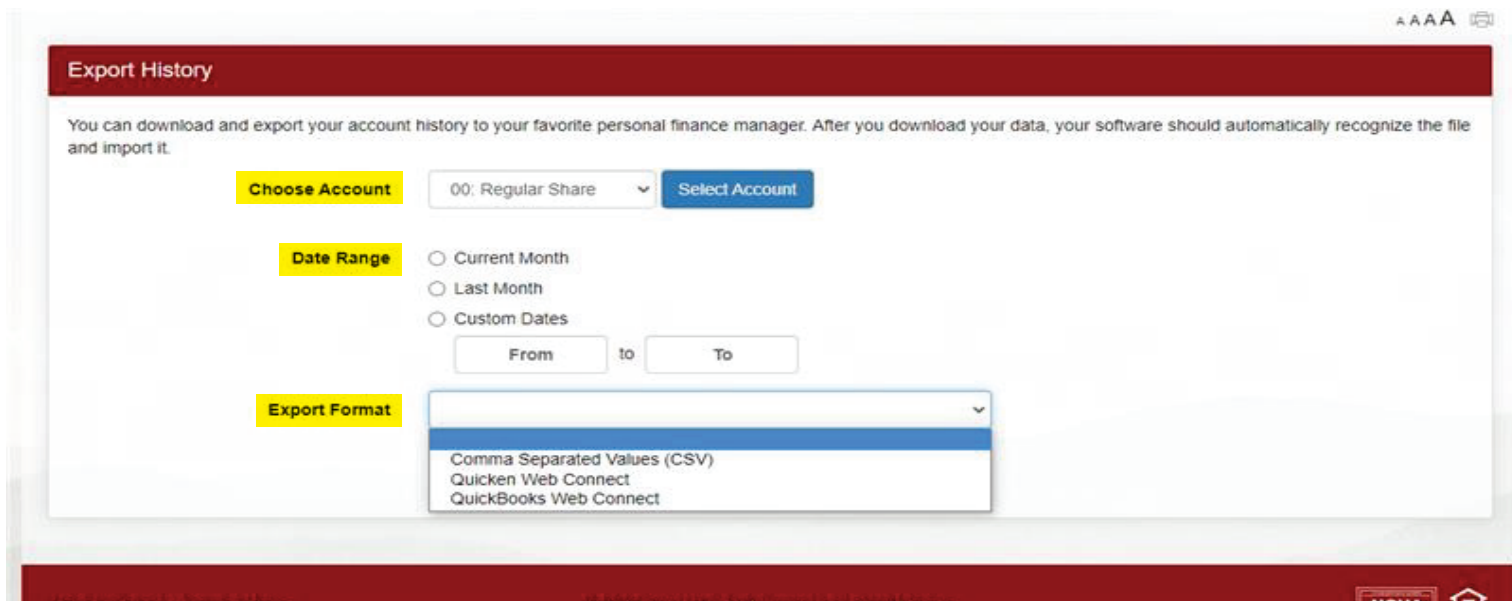 A A A A
Export History
You can download and export your account history to your favorite personal finance manager. After you download your data, your software should automatically recognize the file
and import it.
Choose Account 00: Regular Share Select Account
Date Range Current Month
Last Month
Custom Dates
From to To
Export Format
Comma Separated Values (CSV)
Quicken Web Connect
QuickBooks Web Connect